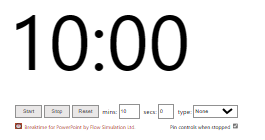 10:00
Start Stop Reset mins: 10 secs: 0 type: None
Breaktime for PowerPoint by Flow Simulation Ltd. Pin controls when stopped